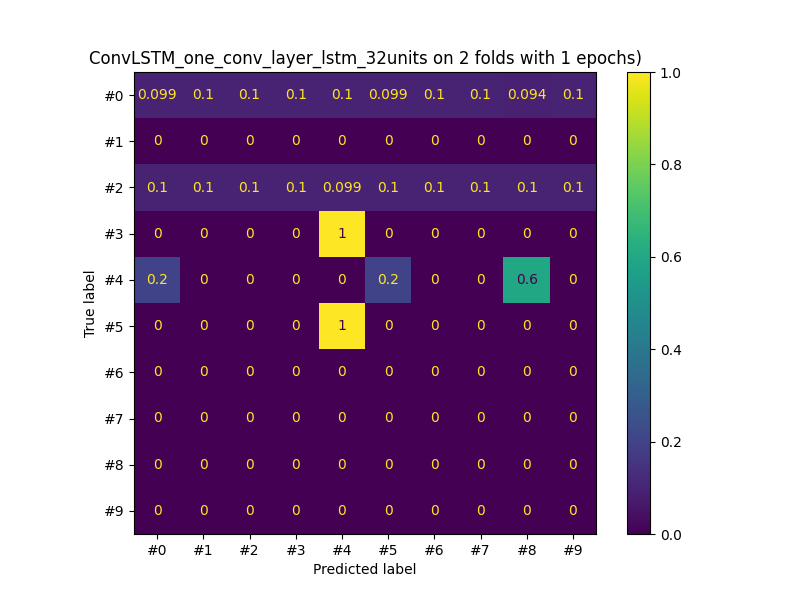 ConvLSTM_one_conv_layer_lstm_32units on 2 folds with 1 epochs)
#0 0.099 0.1 0.1 0.1 0.1 0.099 0.1 0.1 0.094 0.1
#1 0 0 0 0 0 0 0 0 0 0
#2 0.1 0.1 0.1 0.1 0.099 0.1 0.1 0.1 0.1 0.1
#3 0 0 0 0 1 0 0 0 0 0
#4 0.2 0 0 0 0 0.2 0 0 0.6 0
#5 0 0 0 0 1 0 0 0 0 0
#6 0 0 0 0 0 0 0 0 0 0
#7 0 0 0 0 0 0 0 0 0 0
#8 0 0 0 0 0 0 0 0 0 0
#9 0 0 0 0 0 0 0 0 0 0
#0 #1 #2 #3 #4 #5 #6 #7 #8 #9
Predicted label
True label
1.0
0.8
0.6
0.4
0.2
0.0